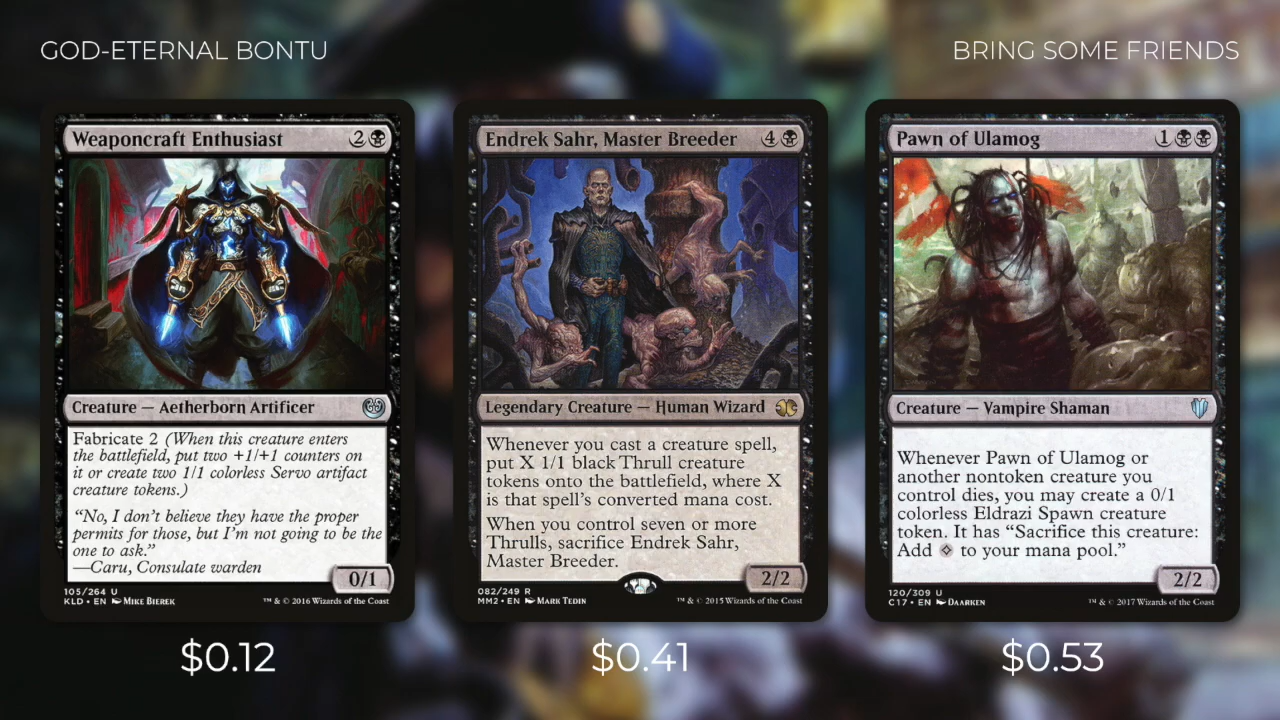 GOD-ETERNAL BONTU
BRING SOME FRIENDS
Weaponcraft Enthusiast 2
Creature — Aetherborn Artificer
Fabricate 2 (When this creature enters
the battlefield, put two +1/+1 counters on
it or create two 1/1 colorless Servo artifact
creature tokens.)
“No, I don’t believe they have the proper
permits for those, but I’m not going to be the
one to ask.”
—Caru, Consulate warden
0/1
105/264 U
KLD • EN MIKE BIEREK
™ & © 2016 Wizards of the Coast
$0.12
Endrek Sahr, Master Breeder 4
Legendary Creature — Human Wizard
Whenever you cast a creature spell,
put X 1/1 black Thrull creature
tokens onto the battlefield, where X
is that spell’s converted mana cost.
When you control seven or more
Thrulls, sacrifice Endrek Sahr,
Master Breeder.
2/2
082/249 R
MM2 • EN MARK TEDIN
™ & © 2015 Wizards of the Coast
$0.41
Pawn of Ulamog 1
Creature — Vampire Shaman
Whenever Pawn of Ulamog or
another nontoken creature you
control dies, you may create a 0/1
colorless Eldrazi Spawn creature
token. It has “Sacrifice this creature:
Add to your mana pool.”
2/2
120/309 U
C17 • EN DAARKEN
™ & © 2017 Wizards of the Coast
$0.53